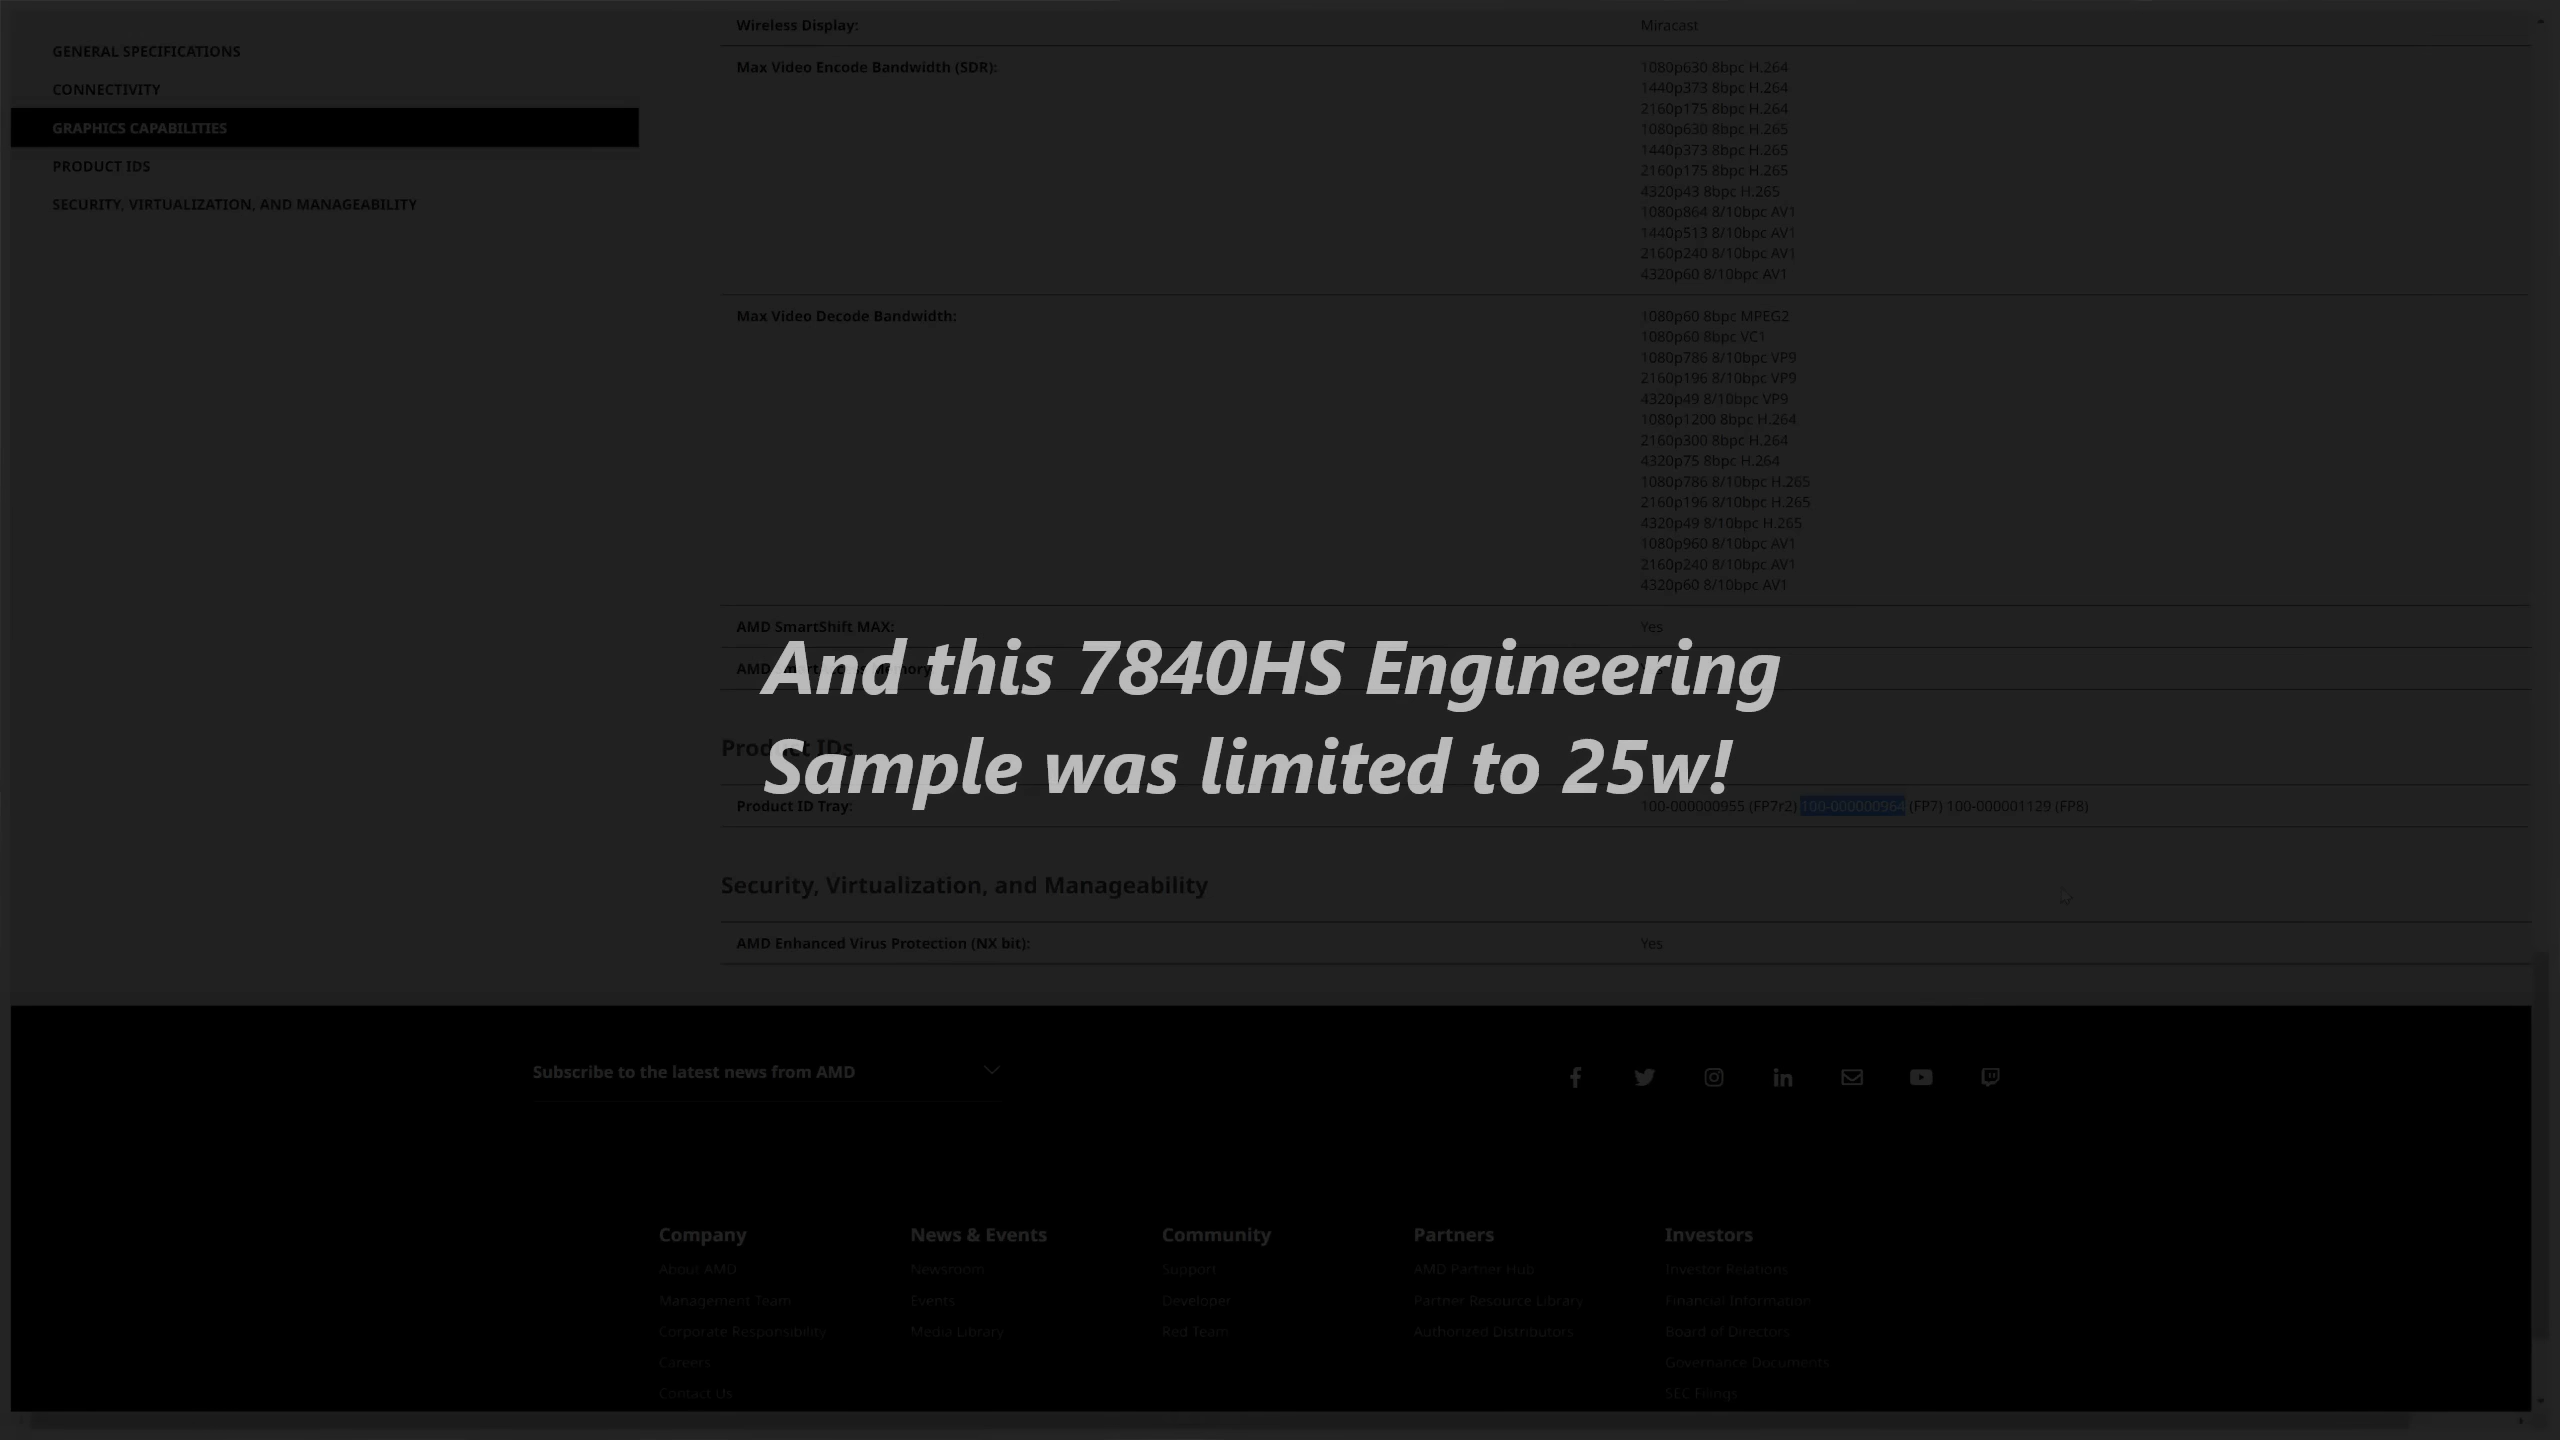 GENERAL SPECIFICATIONS
CONNECTIVITY
GRAPHICS CAPABILITIES
PRODUCT IDS
SECURITY, VIRTUALIZATION, AND MANAGEABILITY
Wireless Display: Miracast
Max Video Encode Bandwidth (SDR): 1080p630 8bpc H.264
1440p373 8bpc H.264
2160p175 8bpc H.264
1080p630 8bpc H.265
1440p373 8bpc H.265
2160p175 8bpc H.265
4320p43 8bpc H.265
1080p864 8/10bpc AV1
1440p513 8/10bpc AV1
2160p240 8/10bpc AV1
4320p60 8/10bpc AV1
Max Video Decode Bandwidth: 1080p60 8bpc MPEG2
1080p60 8bpc VC1
1080p786 8/10bpc VP9
2160p196 8/10bpc VP9
4320p49 8/10bpc VP9
1080p1200 8bpc H.264
2160p300 8bpc H.264
4320p75 8bpc H.264
1080p786 8/10bpc H.265
2160p196 8/10bpc H.265
4320p49 8/10bpc H.265
1080p960 8/10bpc AV1
2160p240 8/10bpc AV1
4320p60 8/10bpc AV1
AMD SmartShift MAX: Yes
And this 7840HS Engineering
Sample was limited to 25w!
Product IDs
Product ID Tray: 100-000000955 (FP7r2) 100-000000964 (FP7) 100-000001129 (FP8)
Security, Virtualization, and Manageability
AMD Enhanced Virus Protection (NX bit): Yes
Subscribe to the latest news from AMD
Company News & Events Community Partners Investors
About AMD Newsroom Support AMD Partner Hub Investor Relations
Management Team Events Developer Partner Resource Library Financial Information
Corporate Responsibility Media Library Red Team Authorized Distributors Board of Directors
Careers Governance Documents
Contact Us SEC Filings